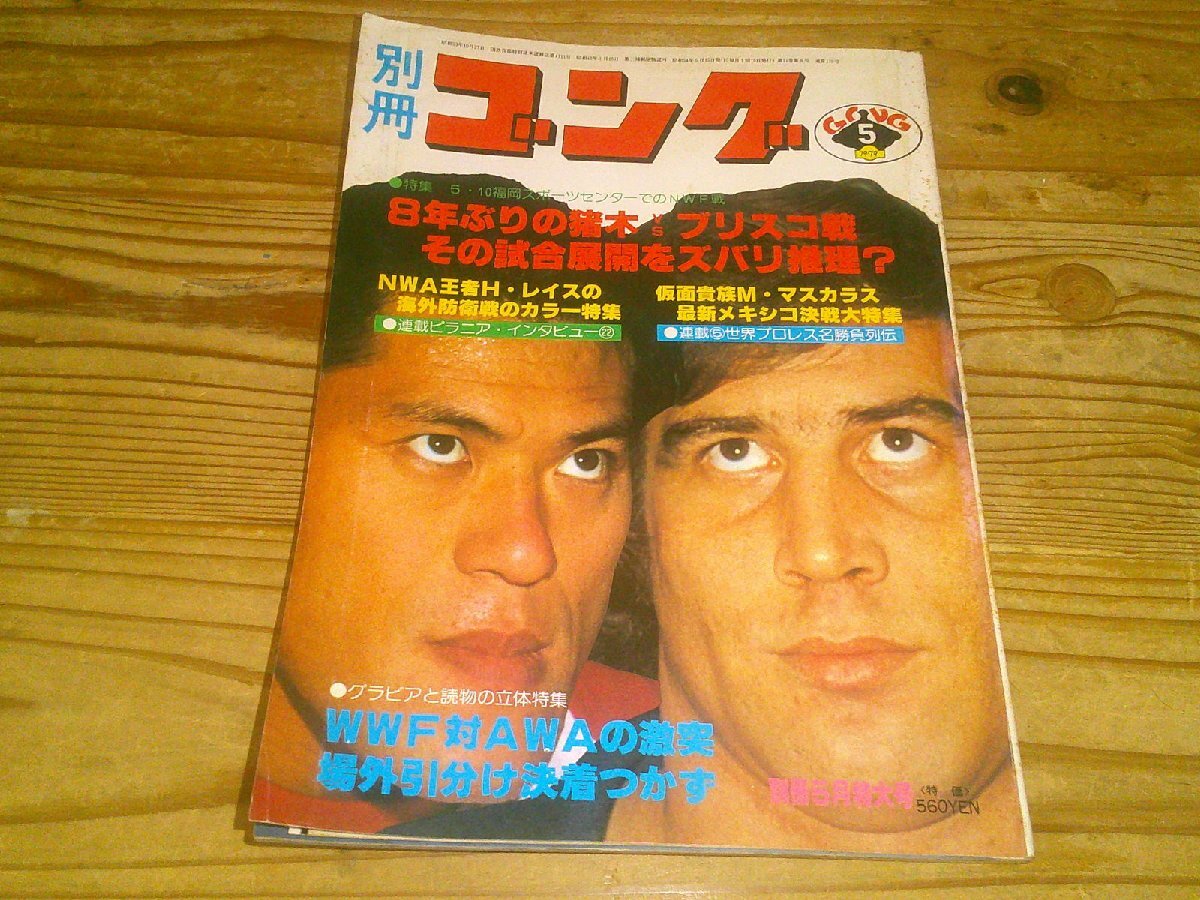 別冊
ゴング
GONG
5
●特集 5・10福岡スポーツセンターでのNWF戦
8年ぶりの猪木VSブリスコ戦
その試合展開をズバリ推理?
NWA王者H・レイスの
海外防衛戦のカラー特集
●連載ピラニア・インタビュー㉒
仮面貴族M・マスカラス
最新メキシコ決戦大特集
●連載⑤世界プロレス名勝負列伝
●グラビアと読物の立体特集
WWF対AWAの激突
場外引分け決着つかず
別冊5月特大号
〈特価〉
560YEN